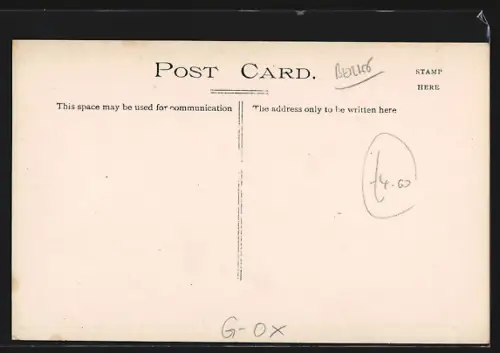 POST CARD.
BERKS
STAMP
HERE
This space may be used for communication
The address only to be written here
£4.00
G-OX